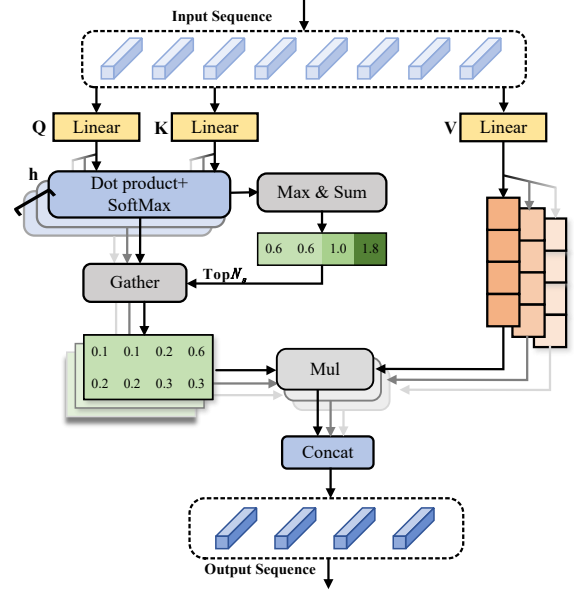 Input Sequence
Q
Linear
K
Linear
V
Linear
h
Dot product+
SoftMax
Max & Sum
0.6 0.6 1.0 1.8
TopNs
Gather
0.1 0.1 0.2 0.6
0.2 0.2 0.3 0.3
Mul
Concat
Output Sequence